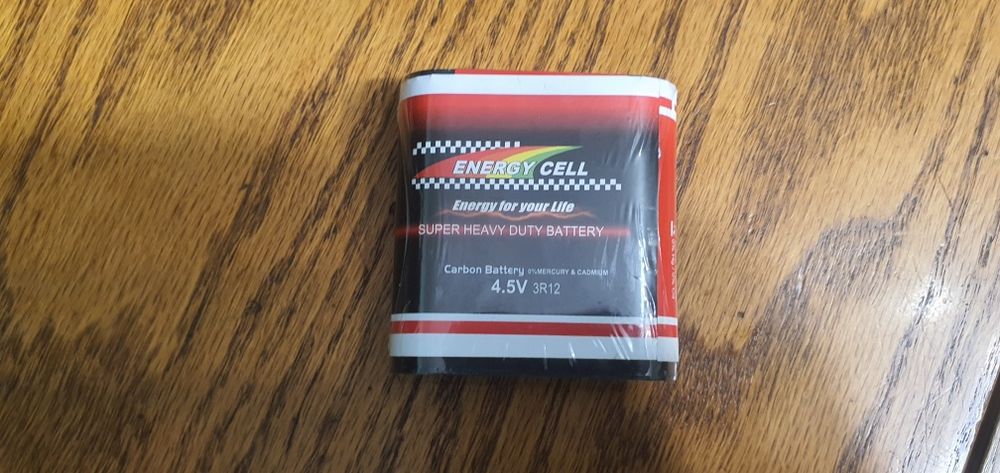 ENERGY CELL
Energy for your Life
SUPER HEAVY DUTY BATTERY
Carbon Battery 0%MERCURY & CADMIUM
4.5V 3R12